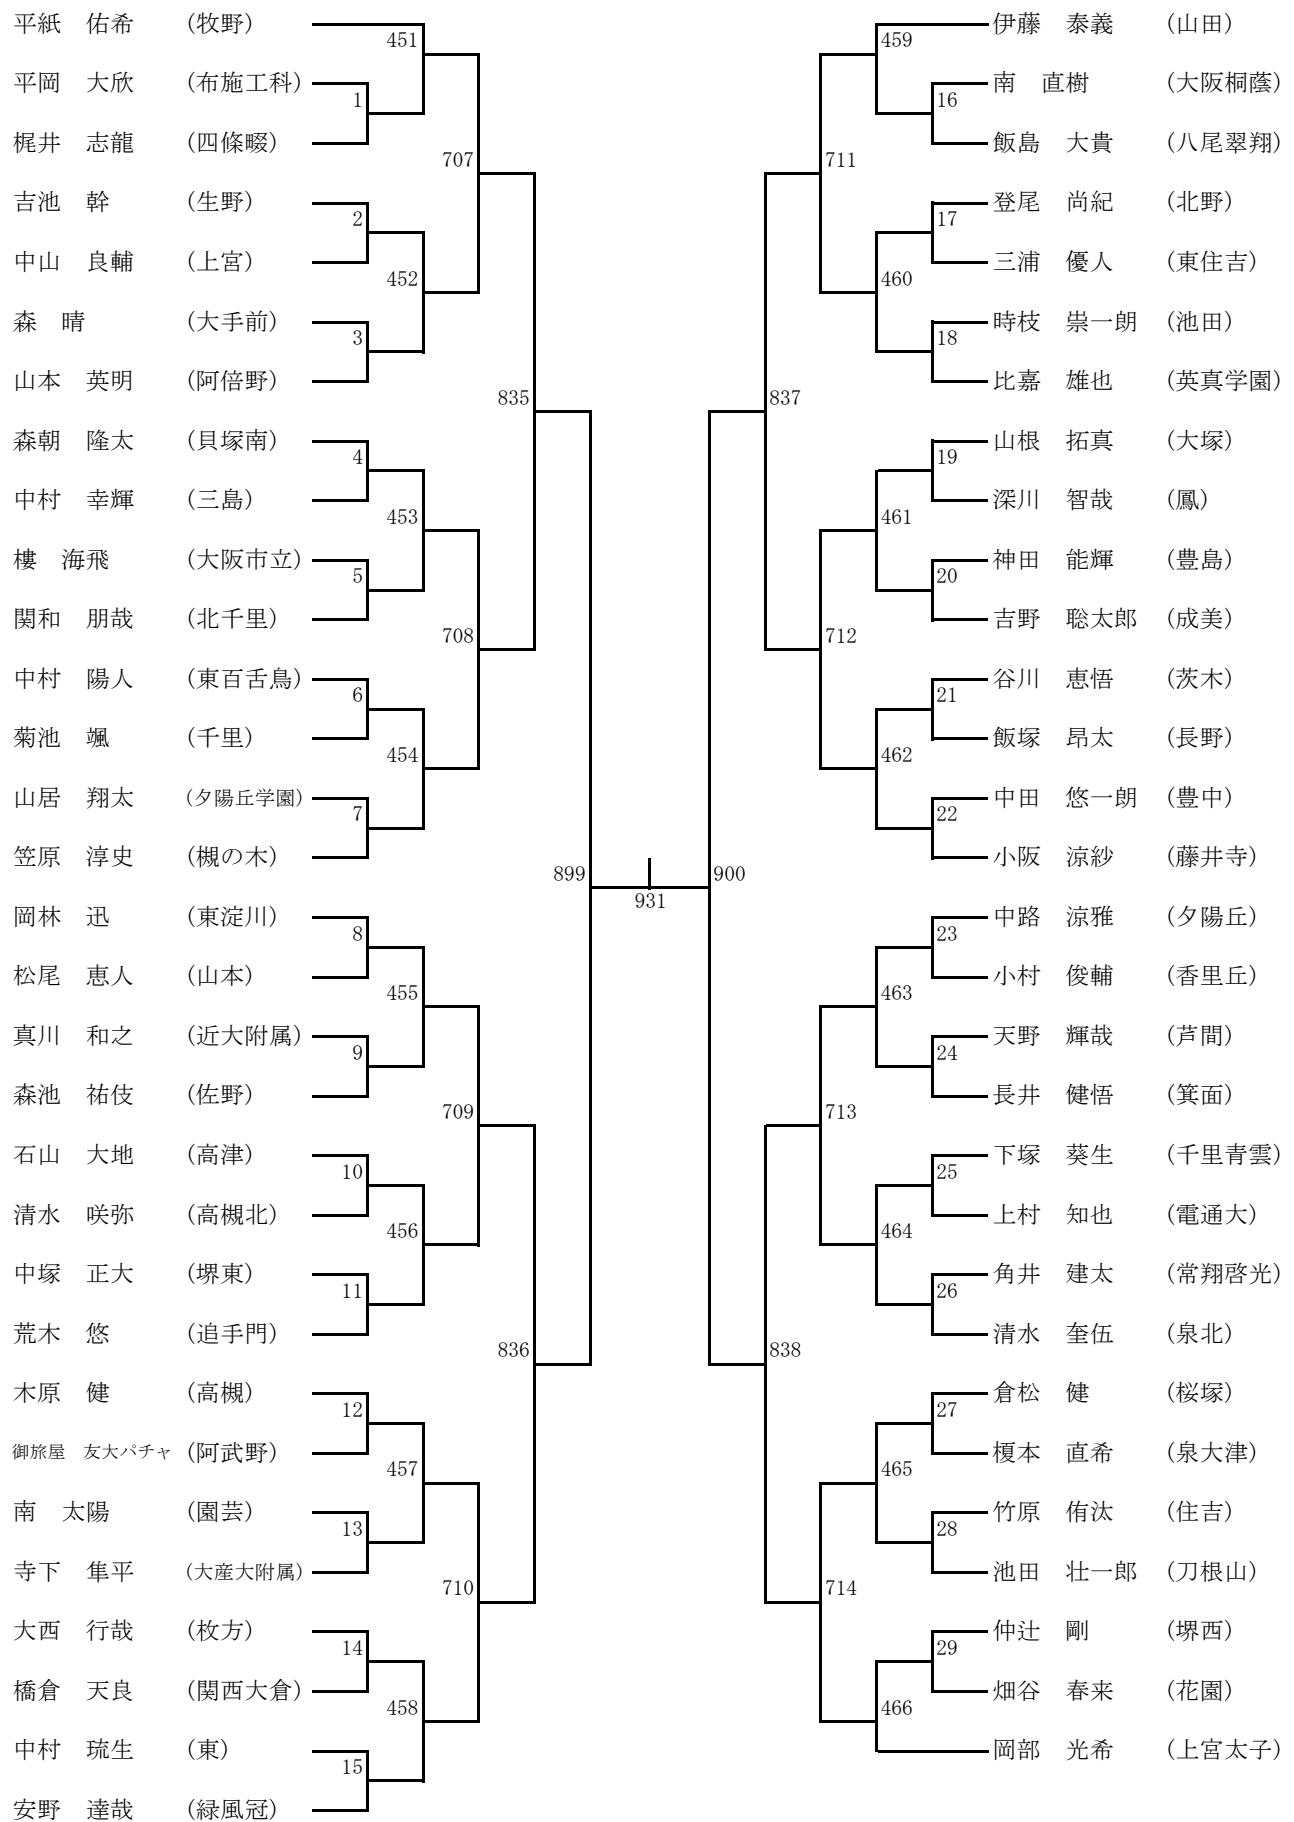 平紙 佑希 (牧野)
451
平岡 大欣 (布施工科)
1
梶井 志龍 (四條畷)
707
吉池 幹 (生野)
2
中山 良輔 (上宮)
452
森 晴 (大手前)
3
山本 英明 (阿倍野)
835
森朝 隆太 (貝塚南)
4
中村 幸輝 (三島)
453
樓 海飛 (大阪市立)
5
関和 朋哉 (北千里)
708
中村 陽人 (東百舌鳥)
6
菊池 颯 (千里)
454
山居 翔太 (夕陽丘学園)
7
笠原 淳史 (槻の木)
899
岡林 迅 (東淀川)
8
松尾 恵人 (山本)
455
真川 和之 (近大附属)
9
森池 祐伎 (佐野)
709
石山 大地 (高津)
10
清水 咲弥 (高槻北)
456
中塚 正大 (堺東)
11
荒木 悠 (追手門)
836
木原 健 (高槻)
12
御旅屋 友大パチャ (阿武野)
457
南 太陽 (園芸)
13
寺下 隼平 (大産大附属)
710
大西 行哉 (枚方)
14
橋倉 天良 (関西大倉)
458
中村 琉生 (東)
15
安野 達哉 (緑風冠)
931
伊藤 泰義 (山田)
459
南 直樹 (大阪桐蔭)
16
飯島 大貴 (八尾翠翔)
711
登尾 尚紀 (北野)
17
三浦 優人 (東住吉)
460
時枝 崇一朗 (池田)
18
比嘉 雄也 (英真学園)
837
山根 拓真 (大塚)
19
深川 智哉 (鳳)
461
神田 能輝 (豊島)
20
吉野 聡太郎 (成美)
712
谷川 恵悟 (茨木)
21
飯塚 昂太 (長野)
462
中田 悠一朗 (豊中)
22
小阪 涼紗 (藤井寺)
900
中路 涼雅 (夕陽丘)
23
小村 俊輔 (香里丘)
463
天野 輝哉 (芦間)
24
長井 健悟 (箕面)
713
下塚 葵生 (千里青雲)
25
上村 知也 (電通大)
464
角井 建太 (常翔啓光)
26
清水 奎伍 (泉北)
838
倉松 健 (桜塚)
27
榎本 直希 (泉大津)
465
竹原 侑汰 (住吉)
28
池田 壮一郎 (刀根山)
714
仲辻 剛 (堺西)
29
畑谷 春来 (花園)
466
岡部 光希 (上宮太子)